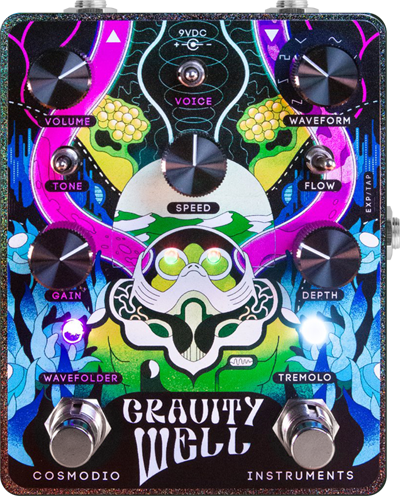 9VDC
VOICE
VOLUME
WAVEFORM
TONE
FLOW
EXP/TAP
SPEED
GAIN
DEPTH
WAVEFOLDER
TREMOLO
GRAVITY
WELL
COSMODIO
INSTRUMENTS